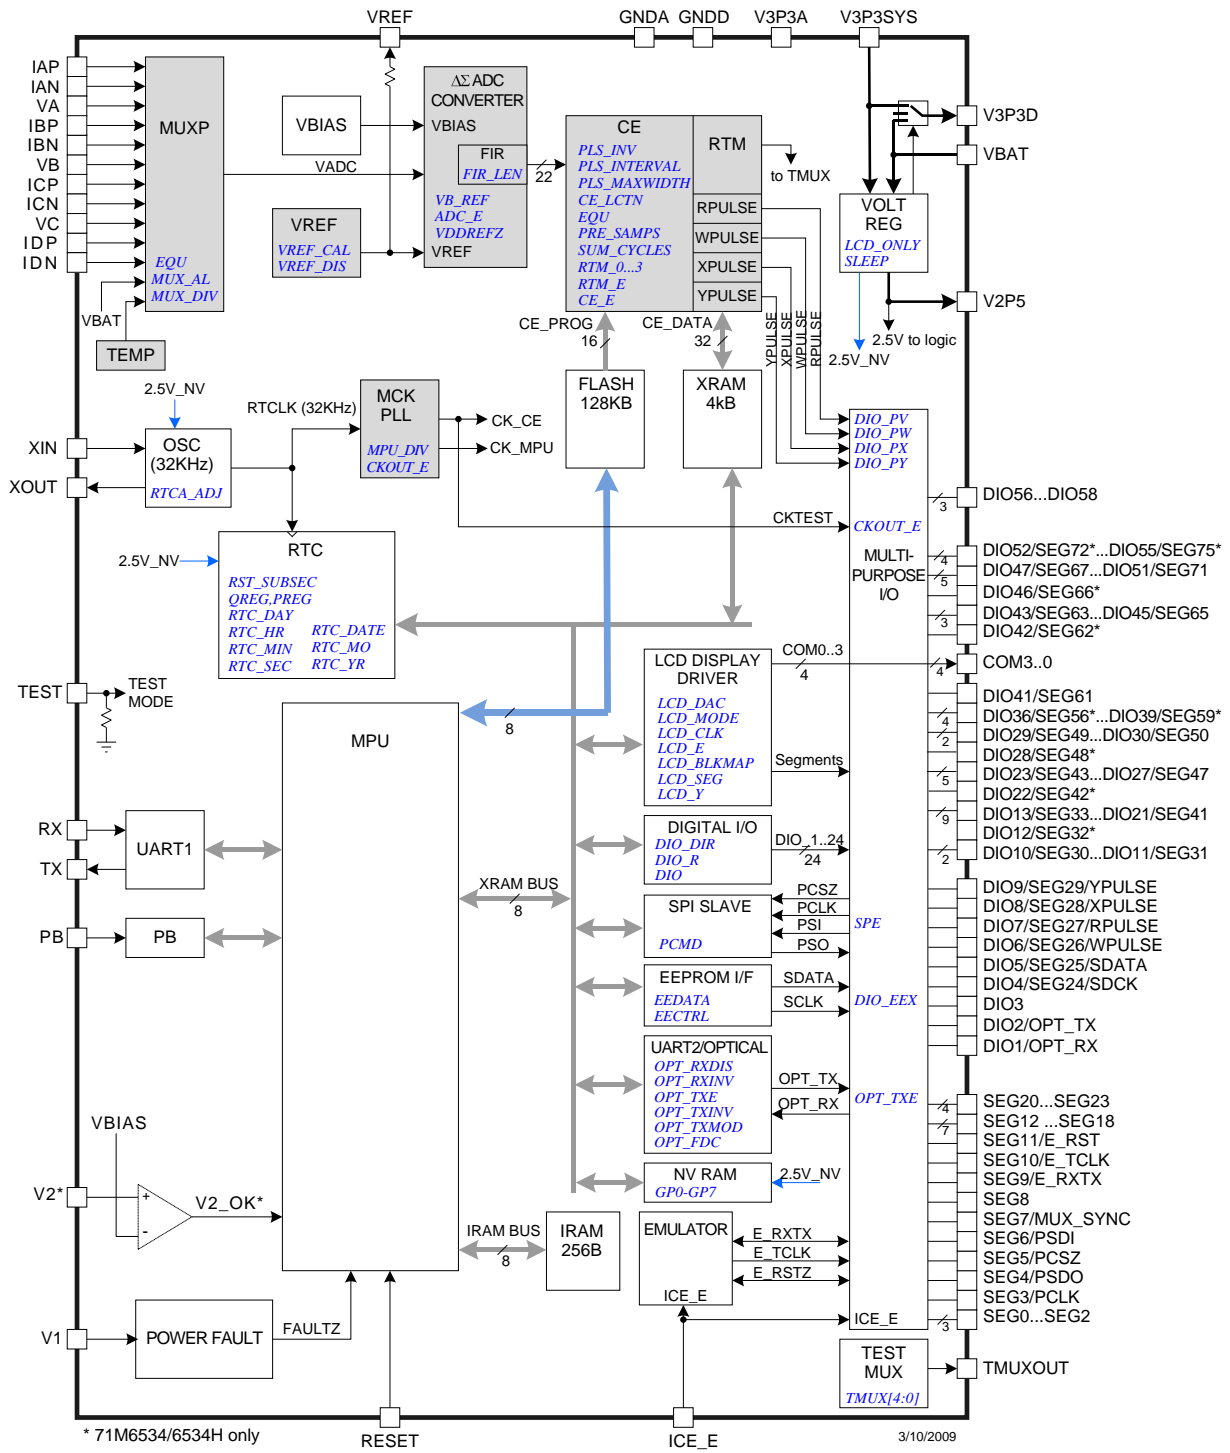 VREF
GNDA GNDD V3P3A V3P3SYS
IAP
IAN
VA
IBP
IBN
VB
ICP
ICN
VC
IDP
IDN
MUXP
EQU
MUX_AL
MUX_DIV
VBAT
TEMP
VBIAS
VADC
VREF
VREF_CAL
VREF_DIS
ΔΣ ADC
CONVERTER
VBIAS
FIR
FIR_LEN
VB_REF
ADC_E
VDDREFZ
VREF
22
CE
PLS_INV
PLS_INTERVAL
PLS_MAXWIDTH
CE_LCTN
EQU
PRE_SAMPS
SUM_CYCLES
RTM_0...3
RTM_E
CE_E
RTM
RPULSE
WPULSE
XPULSE
YPULSE
to TMUX
YPULSE
XPULSE
WPULSE
RPULSE
V3P3D
VBAT
VOLT
REG
LCD_ONLY
SLEEP
V2P5
2.5V to logic
2.5V_NV
CE_PROG
16
CE_DATA
32
FLASH
128KB
XRAM
4kB
2.5V_NV
XIN
XOUT
OSC
(32KHz)
RTCA_ADJ
RTCLK (32KHz)
MCK
PLL
MPU_DIV
CKOUT_E
CK_CE
CK_MPU
CKTEST
2.5V_NV
RTC
RST_SUBSEC
QREG,PREG
RTC_DAY
RTC_HR
RTC_MIN
RTC_SEC
RTC_DATE
RTC_MO
RTC_YR
DIO_PV
DIO_PW
DIO_PX
DIO_PY
CKOUT_E
MULTI-
PURPOSE
I/O
SPE
DIO_EEX
OPT_TXE
ICE_E
3
DIO56...DIO58
4
DIO52/SEG72*...DIO55/SEG75*
5
DIO47/SEG67...DIO51/SEG71
DIO46/SEG66*
3
DIO43/SEG63...DIO45/SEG65
DIO42/SEG62*
4
COM3..0
DIO41/SEG61
4
DIO36/SEG56*...DIO39/SEG59*
2
DIO29/SEG49...DIO30/SEG50
DIO28/SEG48*
5
DIO23/SEG43...DIO27/SEG47
DIO22/SEG42*
9
DIO13/SEG33...DIO21/SEG41
DIO12/SEG32*
2
DIO10/SEG30...DIO11/SEG31
DIO9/SEG29/YPULSE
DIO8/SEG28/XPULSE
DIO7/SEG27/RPULSE
DIO6/SEG26/WPULSE
DIO5/SEG25/SDATA
DIO4/SEG24/SDCK
DIO3
DIO2/OPT_TX
DIO1/OPT_RX
4
SEG20...SEG23
7
SEG12 ...SEG18
SEG11/E_RST
SEG10/E_TCLK
SEG9/E_RXTX
SEG8
SEG7/MUX_SYNC
SEG6/PSDI
SEG5/PCSZ
SEG4/PSDO
SEG3/PCLK
3
SEG0...SEG2
TEST
TEST
MODE
MPU
8
LCD DISPLAY
DRIVER
LCD_DAC
LCD_MODE
LCD_CLK
LCD_E
LCD_BLKMAP
LCD_SEG
LCD_Y
COM0..3
4
Segments
RX
TX
UART1
PB
PB
XRAM BUS
8
DIGITAL I/O
DIO_DIR
DIO_R
DIO
DIO_1..24
24
SPI SLAVE
PCMD
PCSZ
PCLK
PSI
PSO
EEPROM I/F
EEDATA
EECTRL
SDATA
SCLK
UART2/OPTICAL
OPT_RXDIS
OPT_RXINV
OPT_TXE
OPT_TXINV
OPT_TXMOD
OPT_FDC
OPT_TX
OPT_RX
NV RAM
GP0-GP7
2.5V_NV
VBIAS
V2*
+
-
V2_OK*
IRAM BUS
8
IRAM
256B
EMULATOR
ICE_E
E_RXTX
E_TCLK
E_RSTZ
V1
POWER FAULT
FAULTZ
TEST
MUX
TMUX[4:0]
TMUXOUT
* 71M6534/6534H only
RESET
ICE_E
3/10/2009